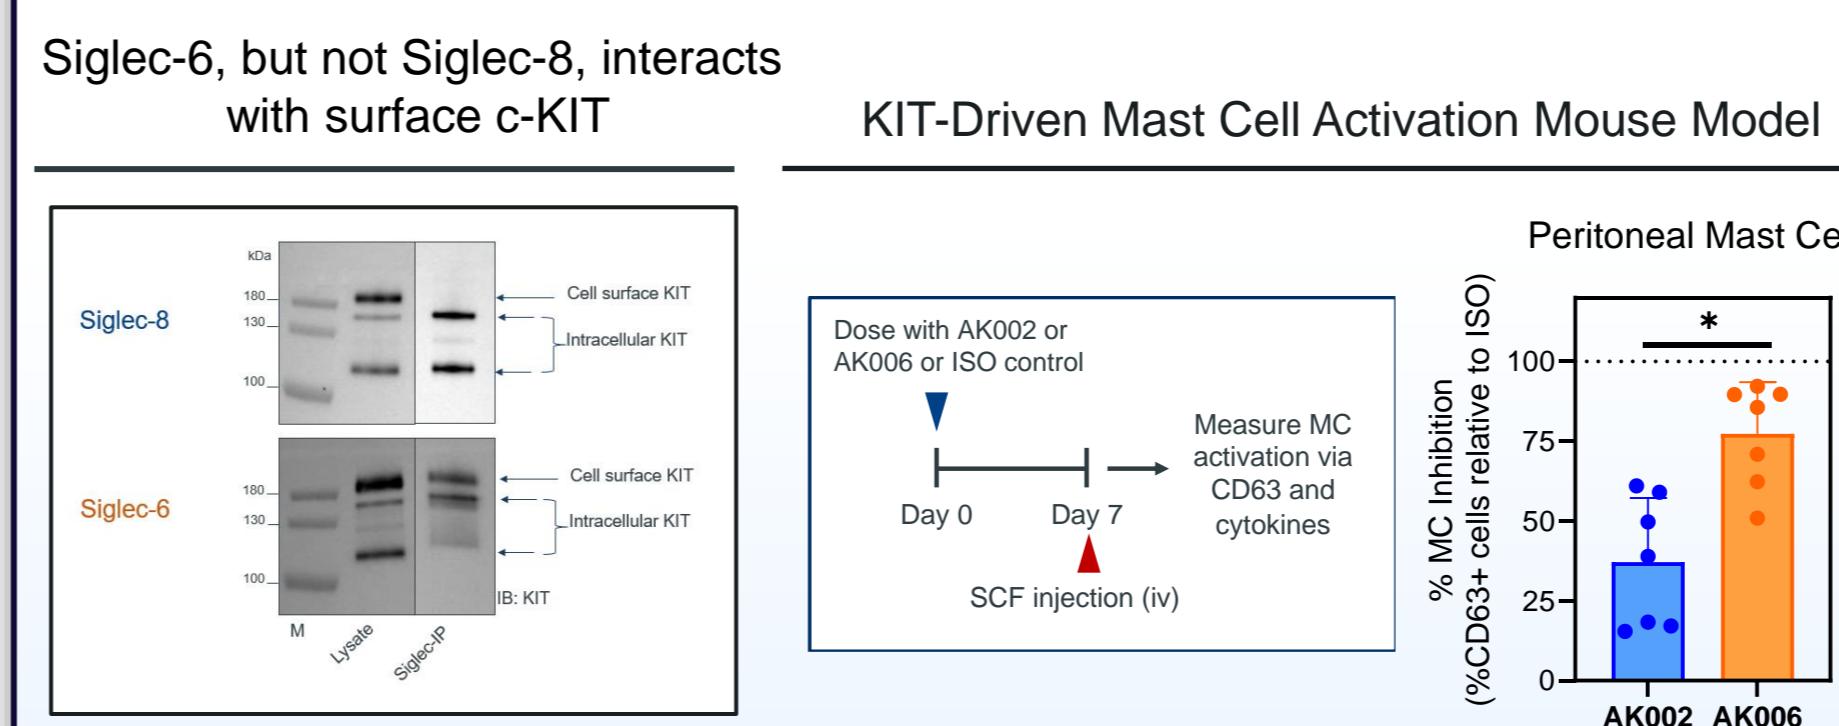 Siglec-6, but not Siglec-8, interacts
with surface c-KIT
KIT-Driven Mast Cell Activation Mouse Model
kDa
180
130
100
Siglec-8
Cell surface KIT
Intracellular KIT
180
130
100
Siglec-6
Cell surface KIT
Intracellular KIT
IB: KIT
M
Lysate
Siglec-IP
Dose with AK002 or
AK006 or ISO control
Day 0
Day 7
SCF injection (iv)
Measure MC
activation via
CD63 and
cytokines
Peritoneal Mast Ce
% MC Inhibition
(%CD63+ cells relative to ISO)
*
100
75
50
25
0
AK002 AK006